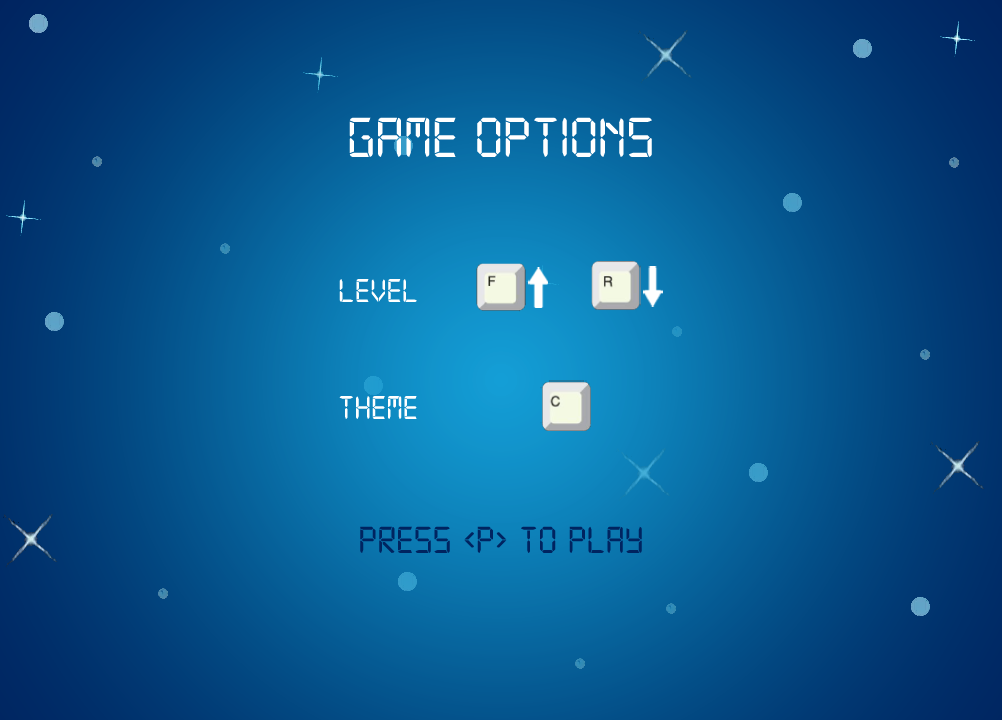 GAME OPTIONS
LEVEL F R
THEME C
PRESS <P> TO PLAY